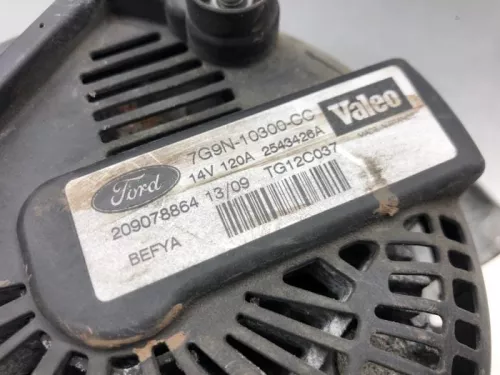 7G9N-10300-CC
Valeo
Ford
14V 120A 2543426A
209078864 13/09 TG12C037
BEFYA